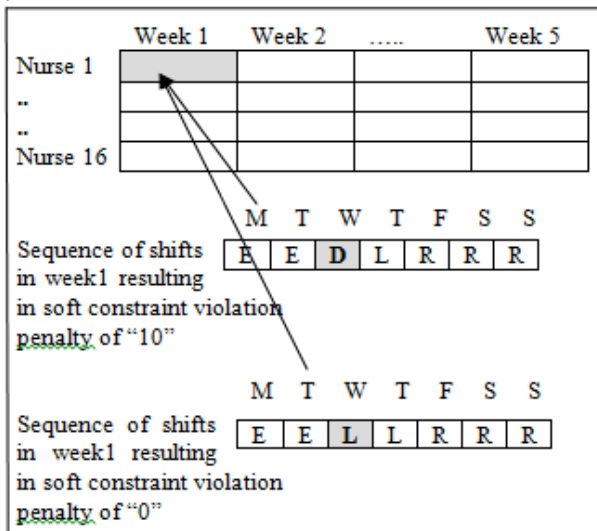 Week 1 Week 2 ..... Week 5
Nurse 1
..
..
Nurse 16
M T W T F S S
Sequence of shifts E E D L R R R
in week1 resulting
in soft constraint violation
penalty of “10”
M T W T F S S
Sequence of shifts E E L L R R R
in week1 resulting
in soft constraint violation
penalty of “0”